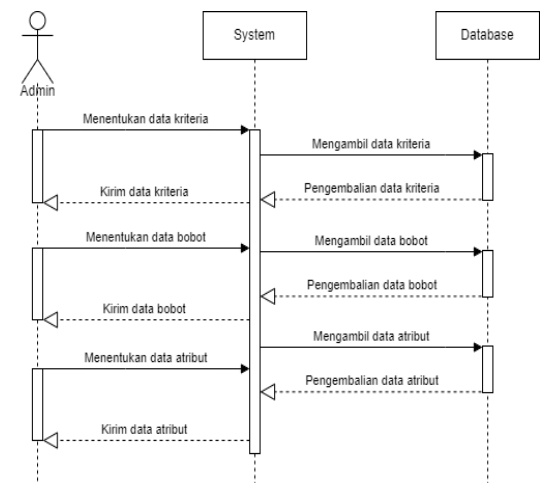 System
Database
Admin
Menentukan data kriteria
Mengambil data kriteria
Pengembalian data kriteria
Kirim data kriteria
Menentukan data bobot
Mengambil data bobot
Pengembalian data bobot
Kirim data bobot
Mengambil data atribut
Menentukan data atribut
Pengembalian data atribut
Kirim data atribut